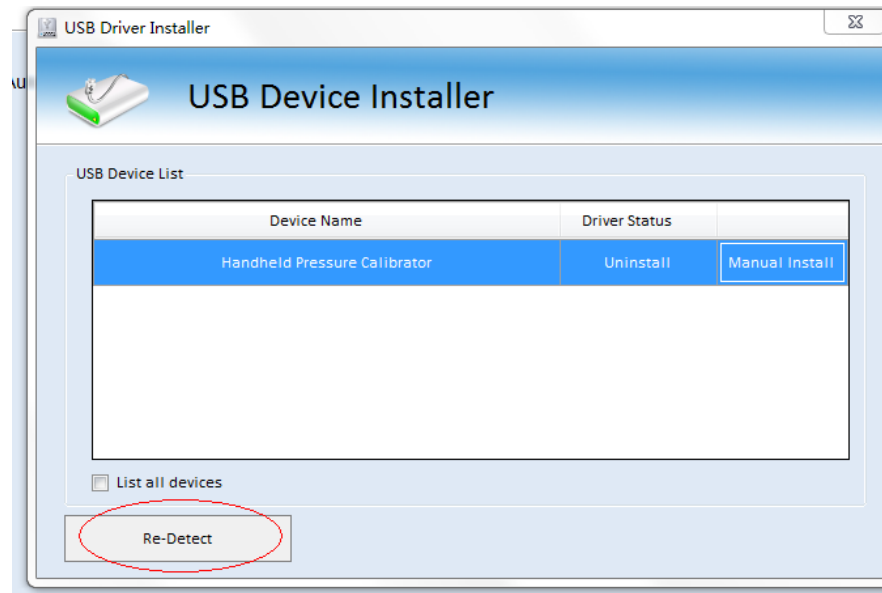 USB Driver Installer
Au
USB Device Installer
USB Device List
Device Name Driver Status
Handheld Pressure Calibrator Uninstall Manual Install
List all devices
Re-Detect